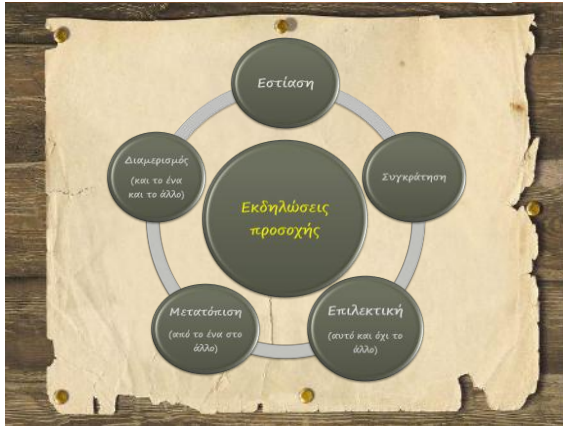 Εστίαση
Συγκράτηση
Επιλεκτική
(αυτό και όχι το
άλλο)
Μετατόπιση
(από το ένα στο
άλλο)
Διαμερισμός
(και το ένα
και το άλλο)
Εκδηλώσεις
προσοχής